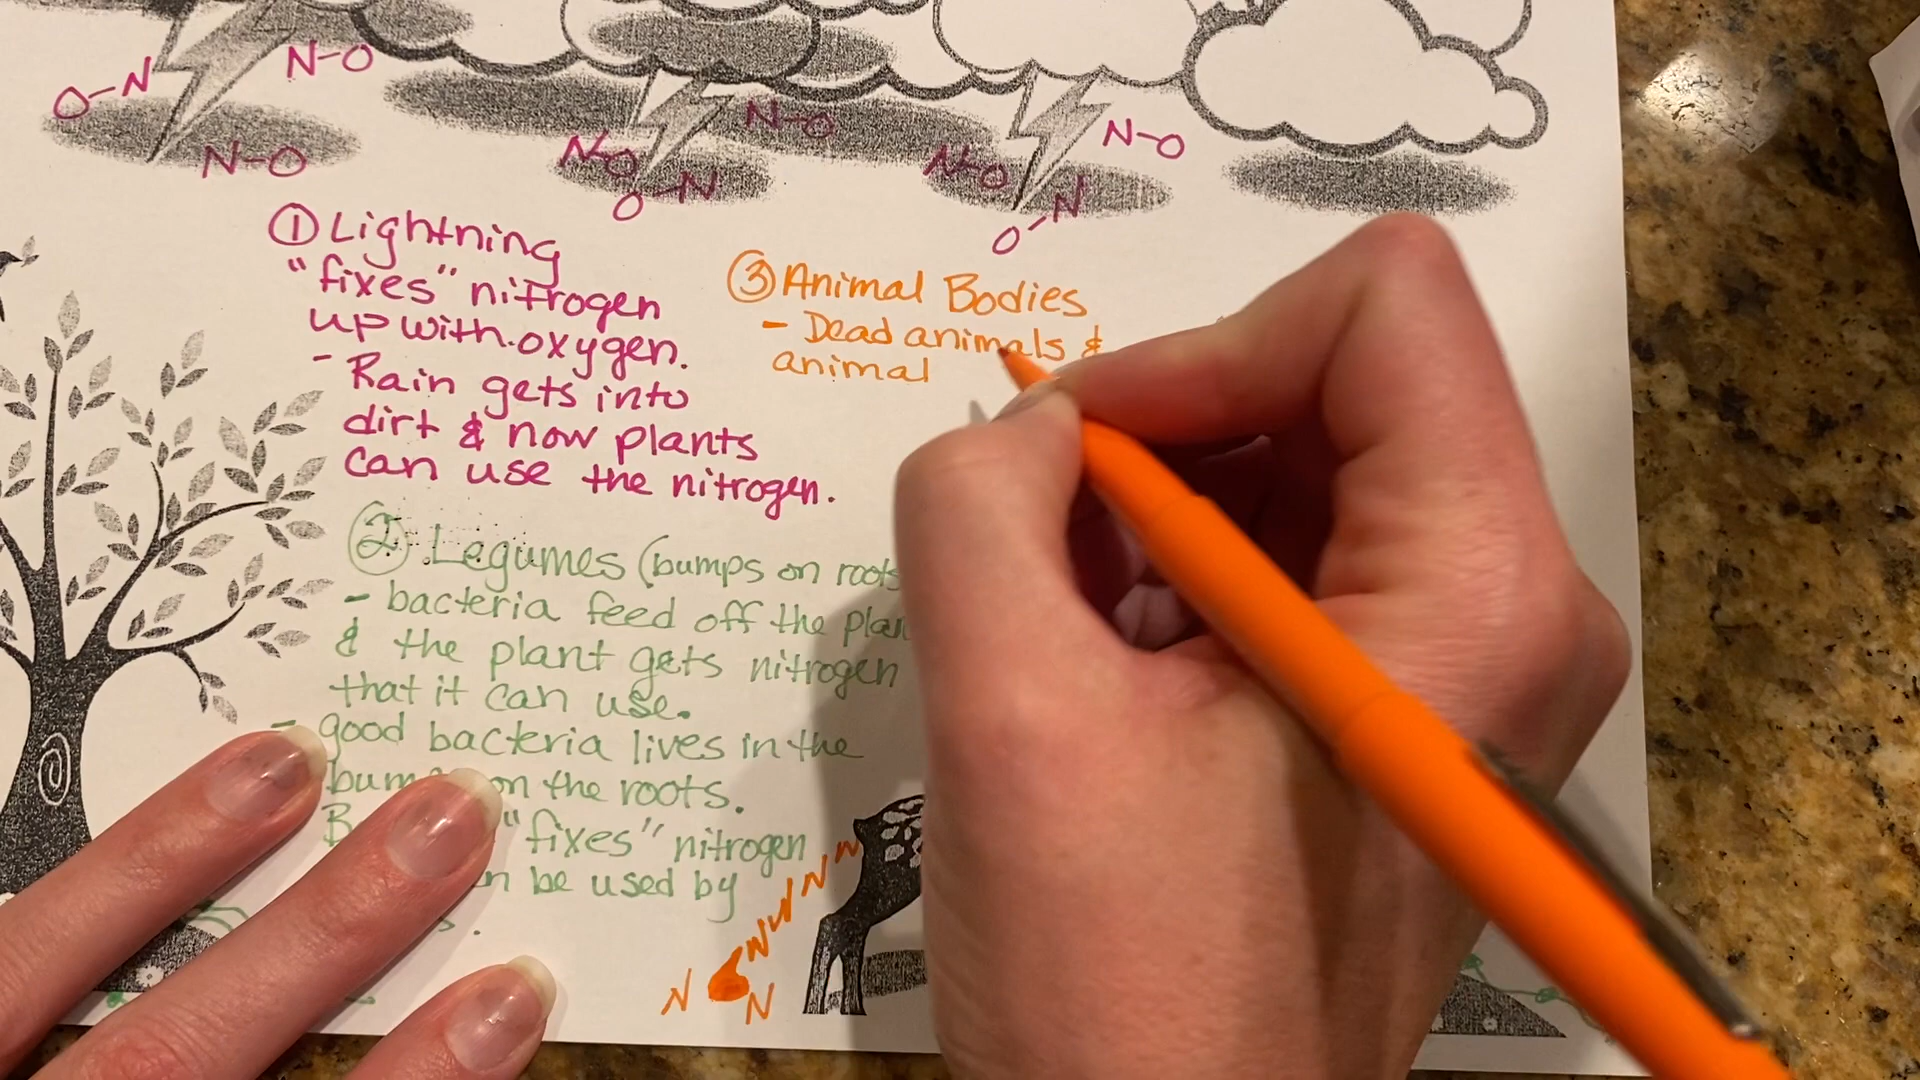 O-N
N-O
N-O
N-O
N-O
O-N
N-O
N-O
O-N
① Lightning
"fixes" nitrogen
up with oxygen.
- Rain gets into
dirt & now plants
can use the nitrogen.
② Legumes (bumps on roots
- bacteria feed off the
& the plant gets nitrogen
that it can use.
- good bacteria lives in the
on the roots.
"fixes" nitrogen
be used by
③ Animal Bodies
- Dead animals &
animal
N
N
N
N
N
N